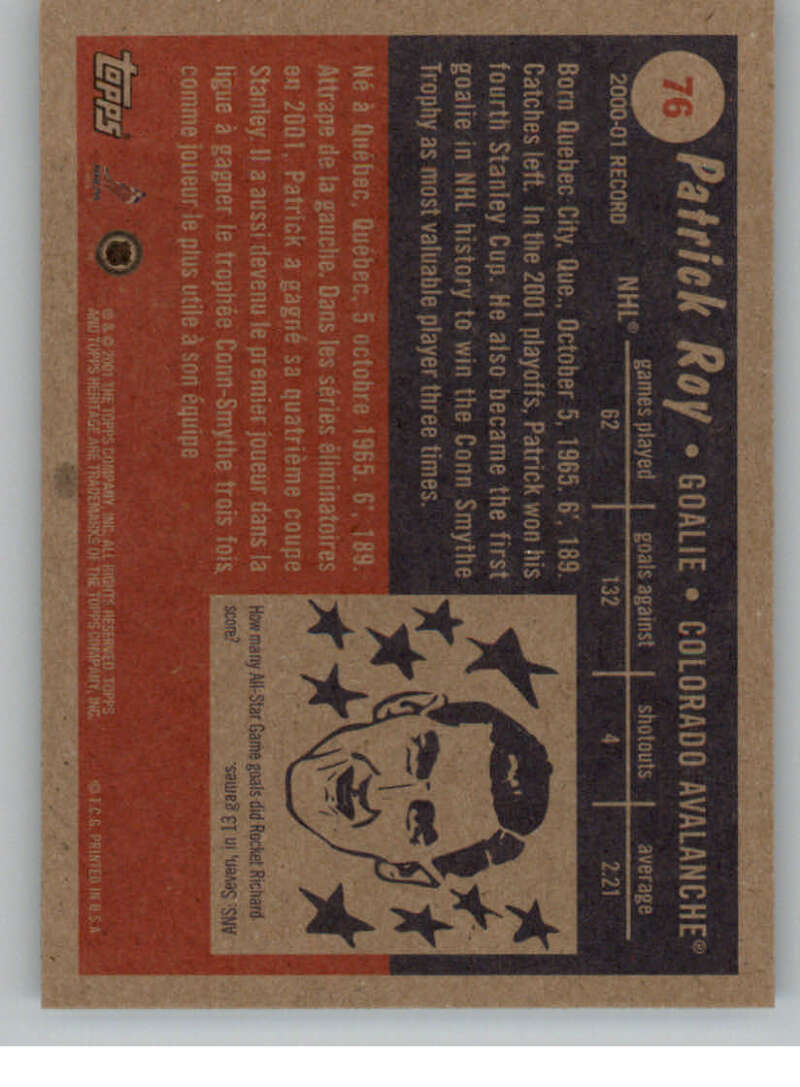 76
Patrick Roy • GOALIE • COLORADO AVALANCHE®
2000-01 RECORD
games played goals against shotouts average
NHL® 62 132 4 2.21
Born Quebec City, Que., October 5, 1965. 6', 189.
Catches left. In the 2001 playoffs, Patrick won his
fourth Stanley Cup. He also became the first
goalie in NHL history to win the Conn Smythe
Trophy as most valuable player three times.
Né à Québec, Québec, 5 octobre 1965. 6', 189.
Attrape de la gauche. Dans les séries éliminatoires
en 2001, Patrick a gagné sa quatrième coupe
Stanley. Il a aussi devenu le premier joueur dans la
ligue à gagner le trophée Conn-Smythe trois fois
comme joueur le plus utile à son équipe
How many All-Star Game goals did Rocket Richard
score?
ANS: Seven, in 13 games.
topps
® & © 2001 THE TOPPS COMPANY, INC. ALL RIGHTS RESERVED. TOPPS
AND TOPPS HERITAGE ARE TRADEMARKS OF THE TOPPS COMPANY, INC.
© T.C.G. PRINTED IN U.S.A.